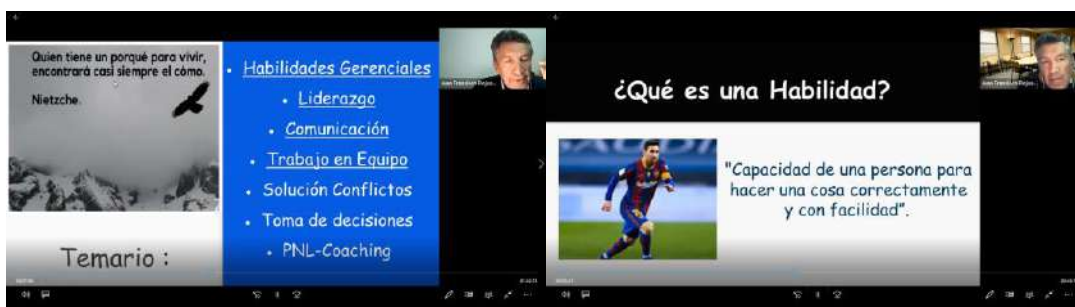 Quien tiene un porqué para vivir,
encontrará casi siempre el cómo.
Nietzche.
Temario :
• Habilidades Gerenciales
• Liderazgo
• Comunicación
• Trabajo en Equipo
• Solución Conflictos
• Toma de decisiones
• PNL-Coaching
¿Qué es una Habilidad?
"Capacidad de una persona para
hacer una cosa correctamente
y con facilidad".